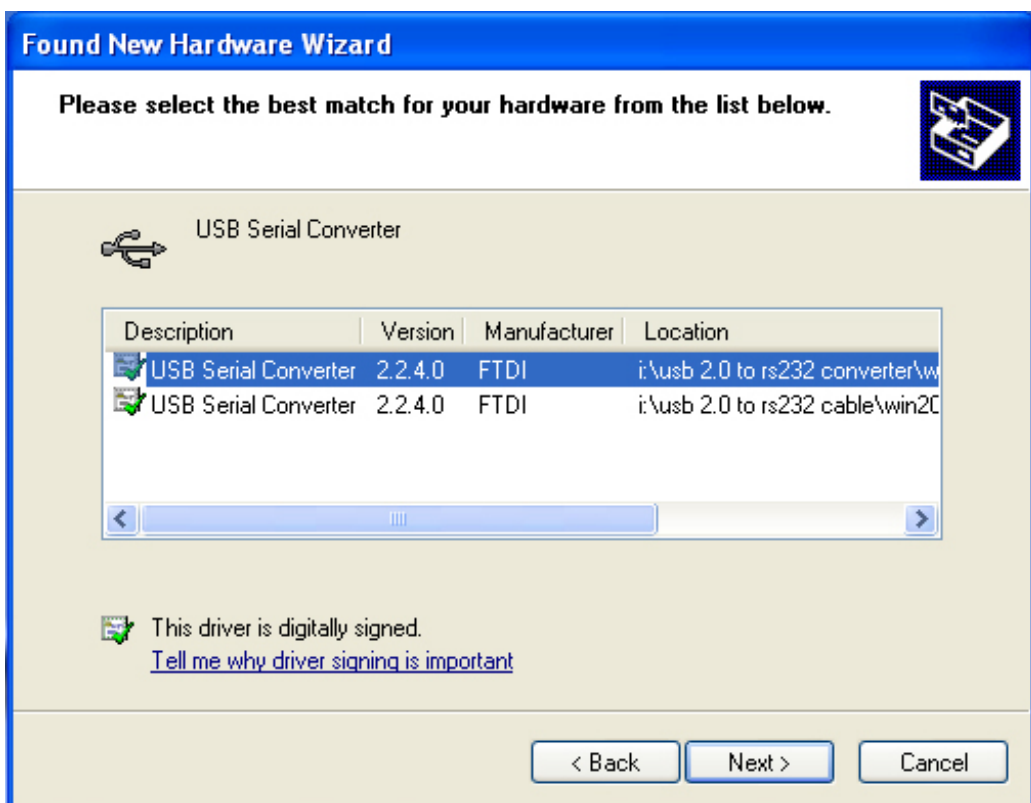 Found New Hardware Wizard
Please select the best match for your hardware from the list below.
USB Serial Converter
Description Version Manufacturer Location
USB Serial Converter 2.2.4.0 FTDI i:\usb 2.0 to rs232 converter\w
USB Serial Converter 2.2.4.0 FTDI i:\usb 2.0 to rs232 cable\win20
This driver is digitally signed.
Tell me why driver signing is important
< Back Next > Cancel